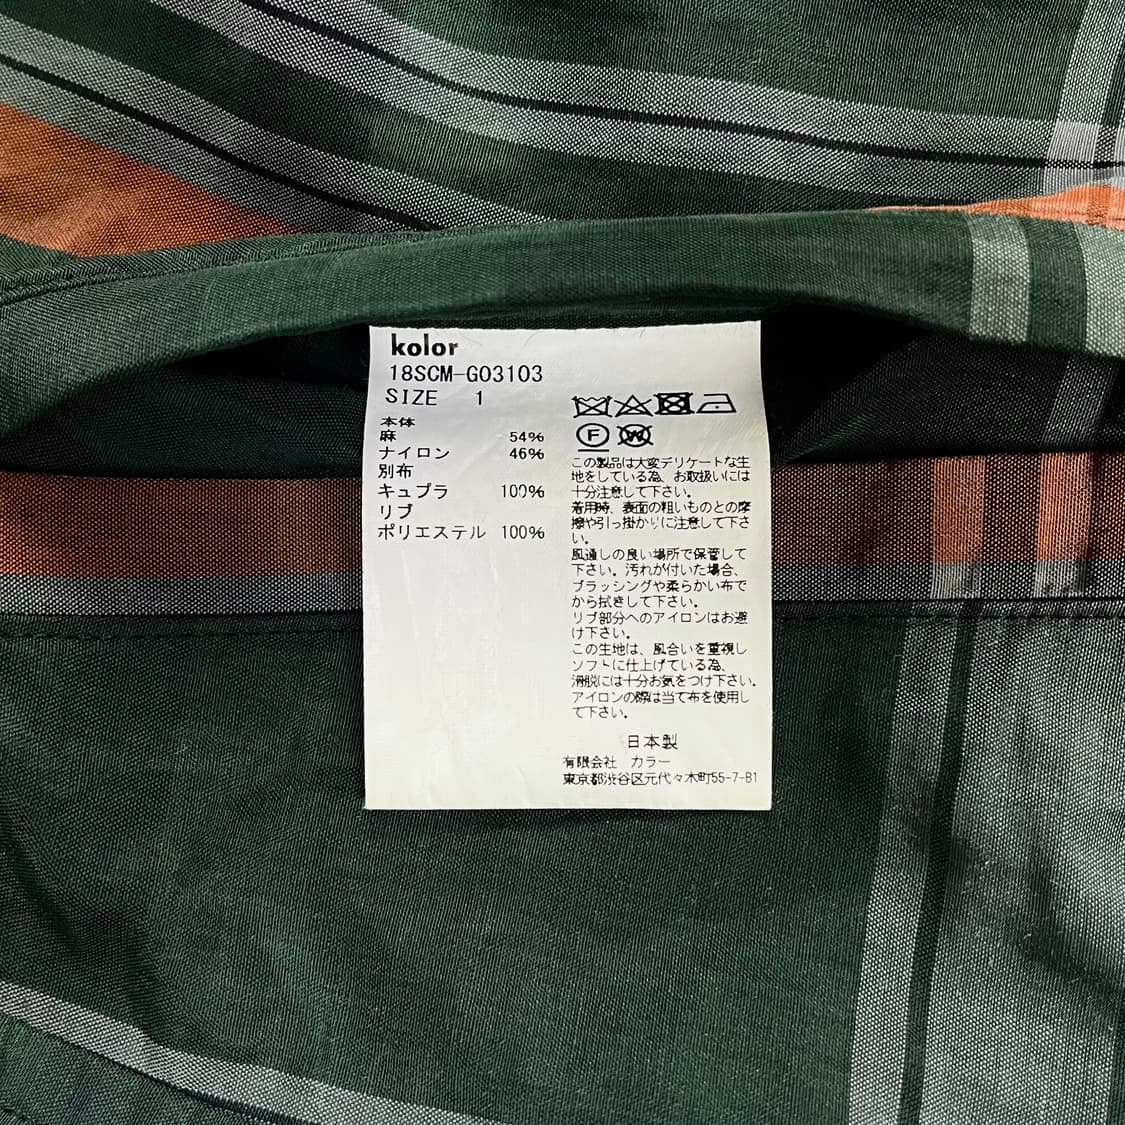 kolor
18SCM-G03103
SIZE 1
本体
麻 54%
ナイロン 46%
別布
キュプラ 100%
リブ
ポリエステル 100%
F
W
この製品は大変デリケートな生
地をしている為、お取扱いには
十分注意して下さい。
着用時、表面の粗いものとの摩
擦や引っ掛かりに注意して下さ
い。
風通しの良い場所で保管して
下さい。汚れが付いた場合、
ブラッシングや柔らかい布で
から拭きして下さい。
リブ部分へのアイロンはお避
け下さい。
この生地は、風合いを重視し
ソフトに仕上げている為、
滑脱には十分お気をつけ下さい。
アイロンの際は当て布を使用し
て下さい。
日本製
有限会社 カラー
東京都渋谷区元代々木町55-7-B1